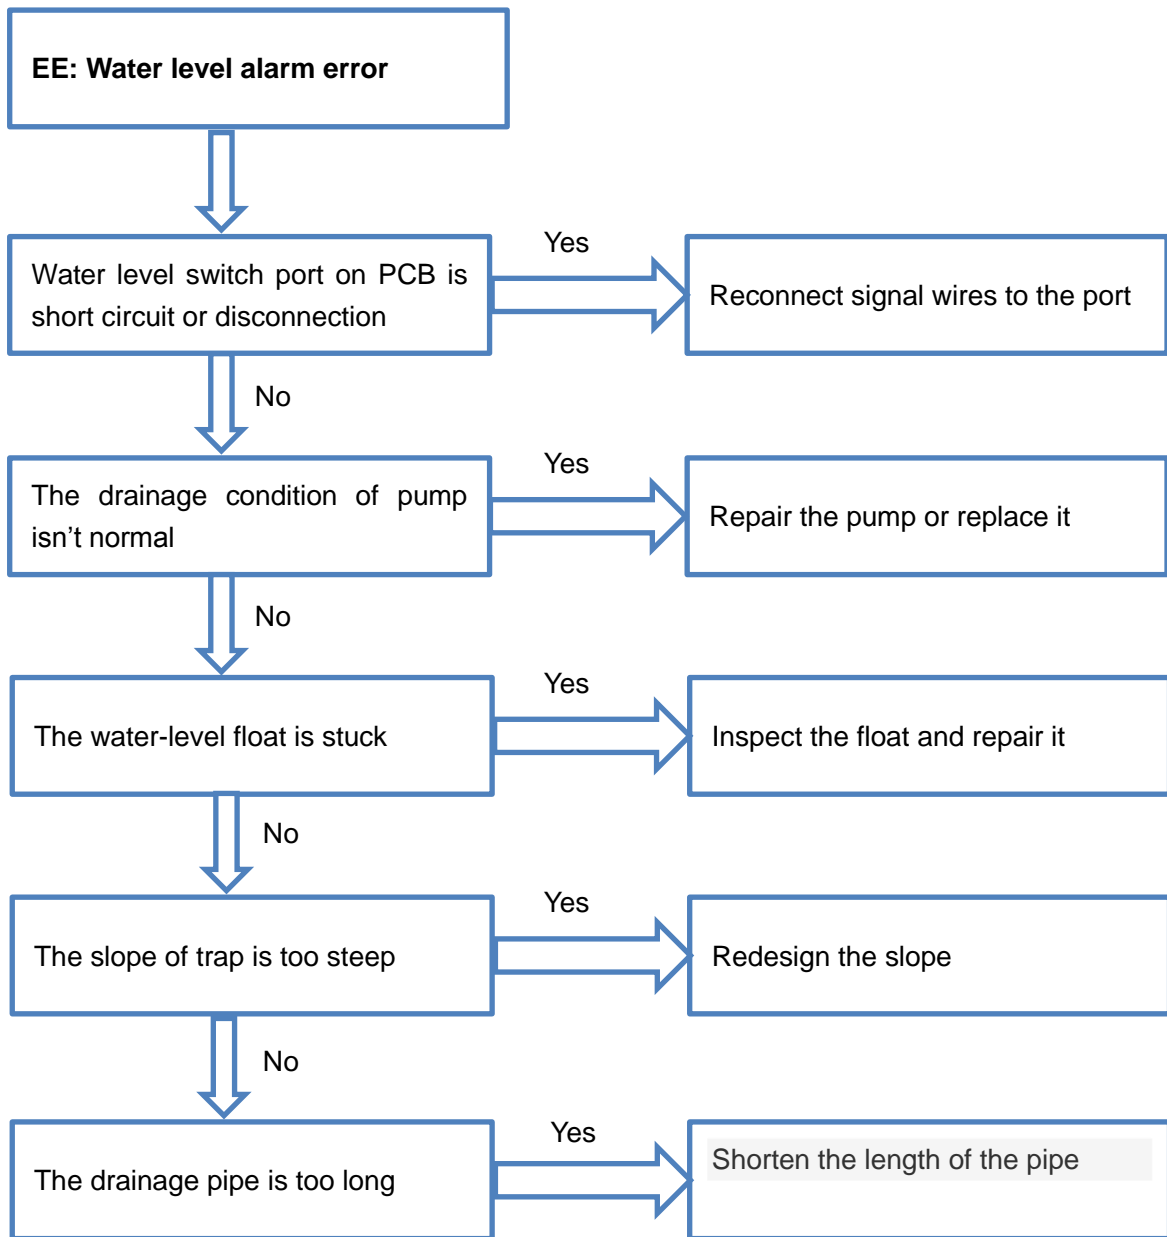 EE: Water level alarm error
Yes
Water level switch port on PCB is
short circuit or disconnection
Reconnect signal wires to the port
No
Yes
The drainage condition of pump
isn’t normal
Repair the pump or replace it
No
Yes
The water-level float is stuck
Inspect the float and repair it
No
Yes
The slope of trap is too steep
Redesign the slope
No
Yes
The drainage pipe is too long
Shorten the length of the pipe